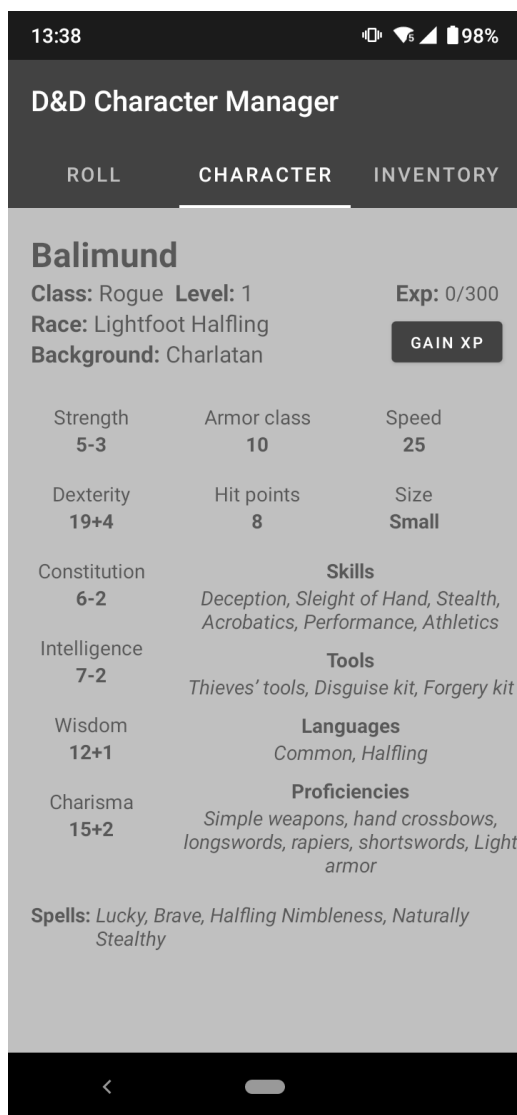 13:38
5
98%
D&D Character Manager
ROLL CHARACTER INVENTORY
Balimund
Class: Rogue Level: 1 Exp: 0/300
Race: Lightfoot Halfling
GAIN XP
Background: Charlatan
Strength Armor class Speed
5-3 10 25
Dexterity Hit points Size
19+4 8 Small
Constitution
6-2
Intelligence
7-2
Wisdom
12+1
Charisma
15+2
Skills
Deception, Sleight of Hand, Stealth,
Acrobatics, Performance, Athletics
Tools
Thieves’ tools, Disguise kit, Forgery kit
Languages
Common, Halfling
Proficiencies
Simple weapons, hand crossbows,
longswords, rapiers, shortswords, Light
armor
Spells: Lucky, Brave, Halfling Nimbleness, Naturally
Stealthy